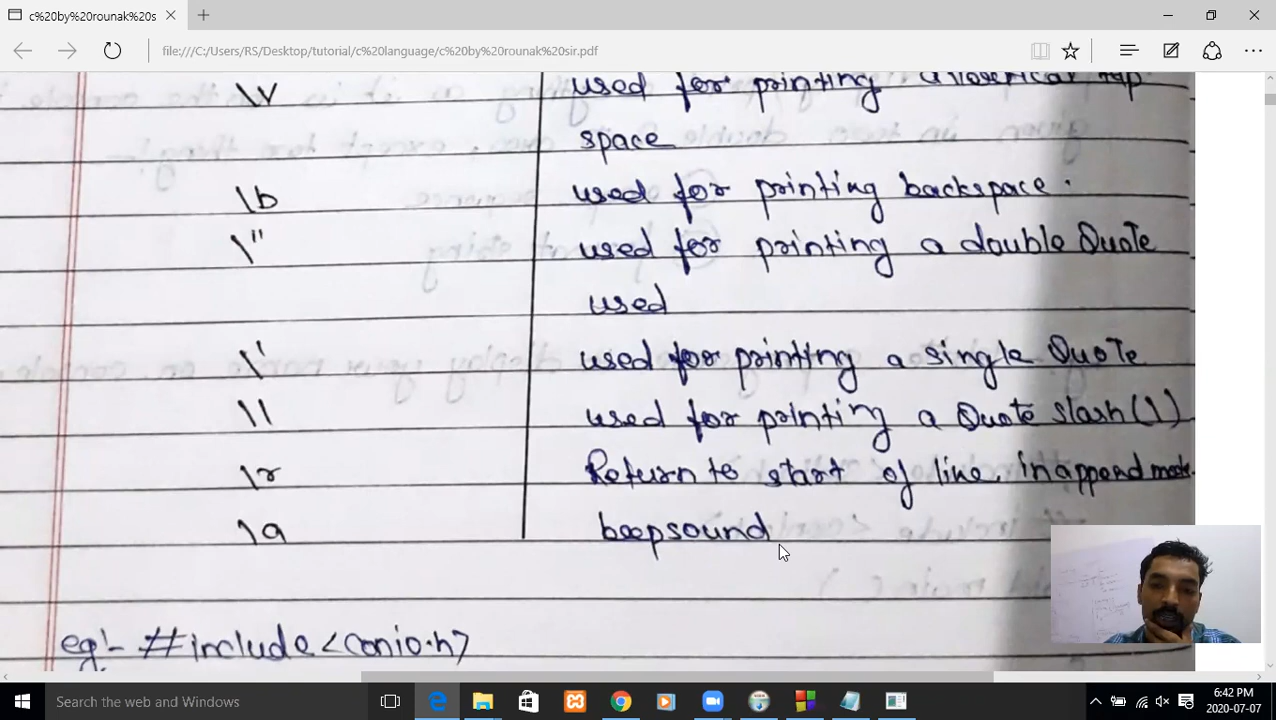 c%20by%20rounak%20s
file:///C:/Users/RS/Desktop/tutorial/c%20language/c%20by%20rounak%20sir.pdf
\v used for printing
space
\b used for printing backspace.
\" used for printing a double Quote
used
\' used for printing a single Quote
\\ used for printing a Quote slash(\)
\r Return to start of line. in append mode.
\a beepsound
eg:- #include<conio.h>
Search the web and Windows
6:42 PM
2020-07-07